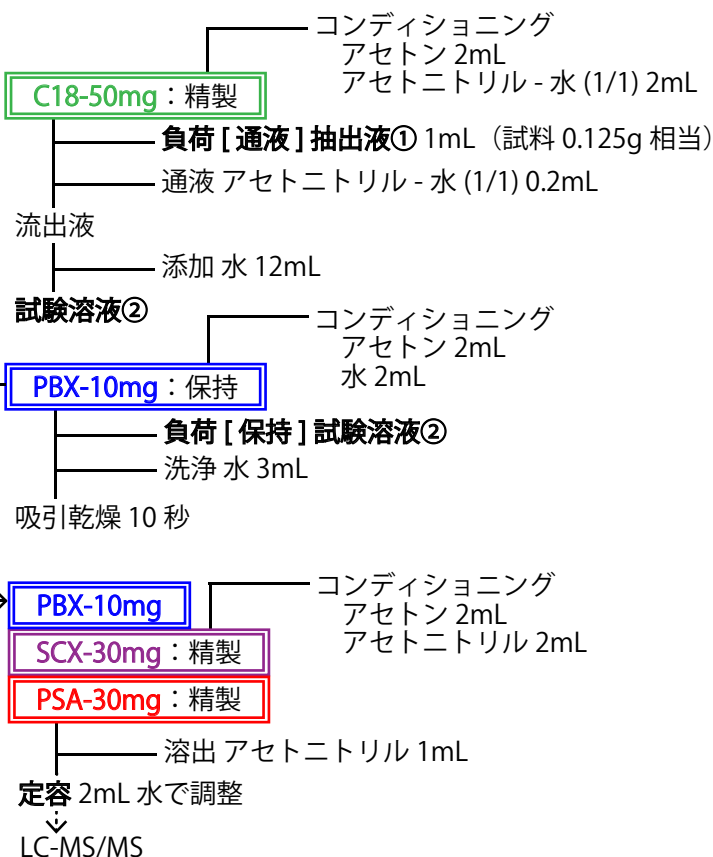 コンディショニング
アセトン 2mL
アセトニトリル - 水 (1/1) 2mL
C18-50mg：精製
負荷 [ 通液 ] 抽出液① 1mL（試料 0.125g 相当）
通液 アセトニトリル - 水 (1/1) 0.2mL
流出液
添加 水 12mL
試験溶液②
コンディショニング
アセトン 2mL
水 2mL
PBX-10mg：保持
負荷 [ 保持 ] 試験溶液②
洗浄 水 3mL
吸引乾燥 10 秒
コンディショニング
アセトン 2mL
アセトニトリル 2mL
PBX-10mg
SCX-30mg：精製
PSA-30mg：精製
溶出 アセトニトリル 1mL
定容 2mL 水で調整
LC-MS/MS